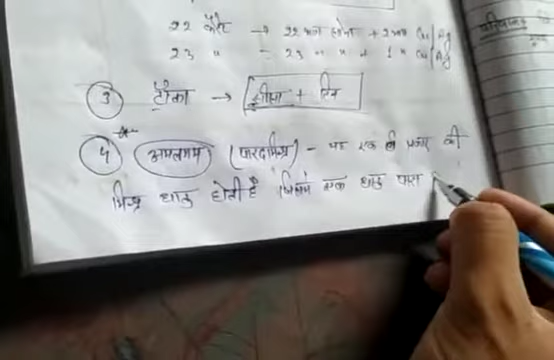 22 कैरेट → 22 भाग सोना + 2 भाग Cu/Ag
23 " - 23 " " + 1 " Cu/Ag
③ टाँका → सीसा + टिन
④ अमलगम (पारदमिश्र) - यह एक ही प्रकार की
मिश्र धातु होती है जिसमें एक धातु पारा